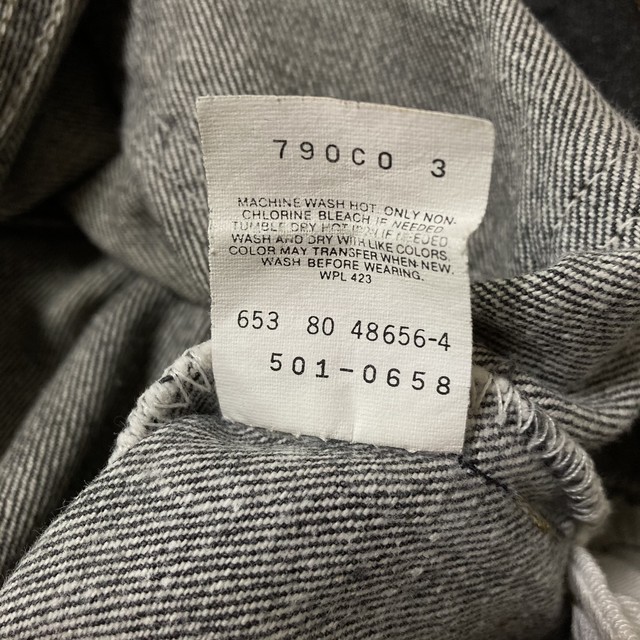 790C0 3
MACHINE WASH HOT. ONLY NON-
CHLORINE BLEACH IF NEEDED
TUMBLE DRY HOT IRON IF NEEDED
WASH AND DRY WITH LIKE COLORS.
COLOR MAY TRANSFER WHEN NEW.
WASH BEFORE WEARING.
WPL 423
653 80 48656-4
501-0658